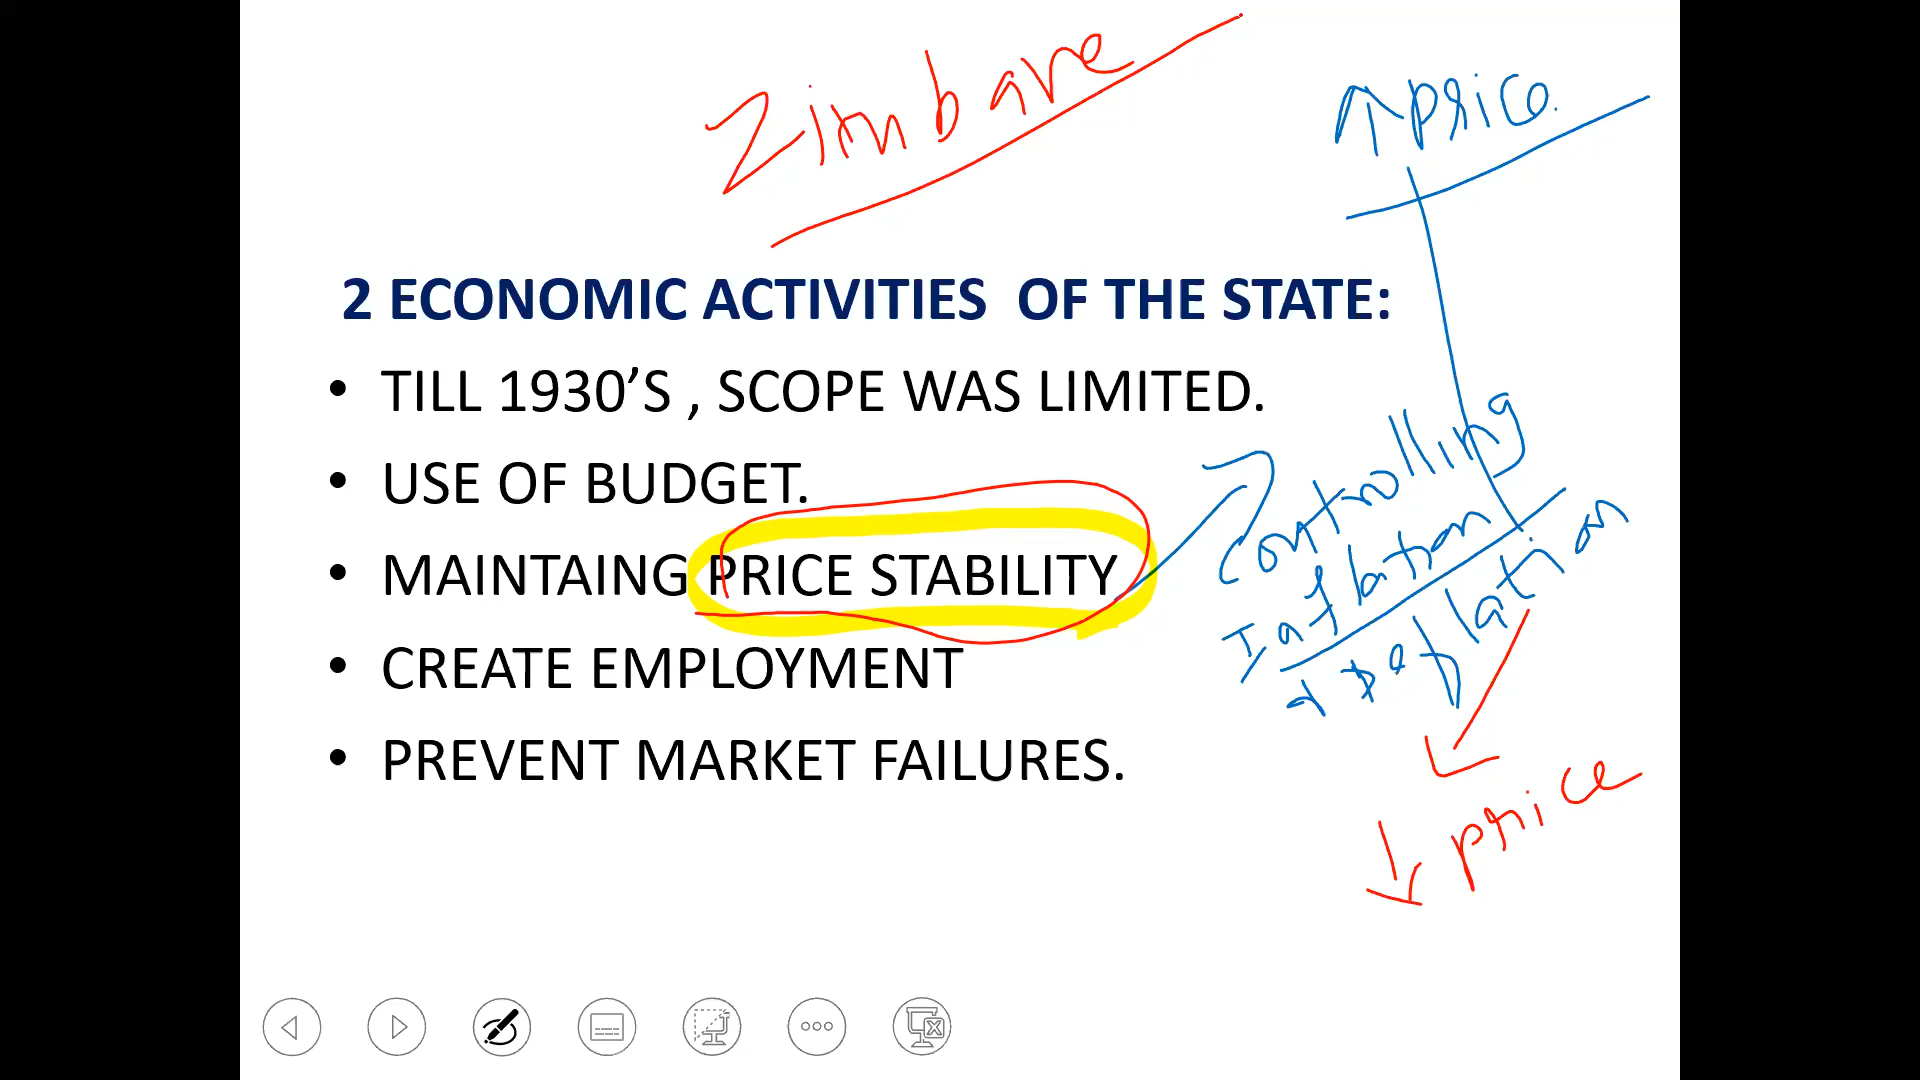 Zimbave
↑ price.
2 ECONOMIC ACTIVITIES OF THE STATE:
• TILL 1930’S , SCOPE WAS LIMITED.
• USE OF BUDGET.
• MAINTAING PRICE STABILITY
• CREATE EMPLOYMENT
• PREVENT MARKET FAILURES.
controlling
Inflation
& Deflation
↓ price